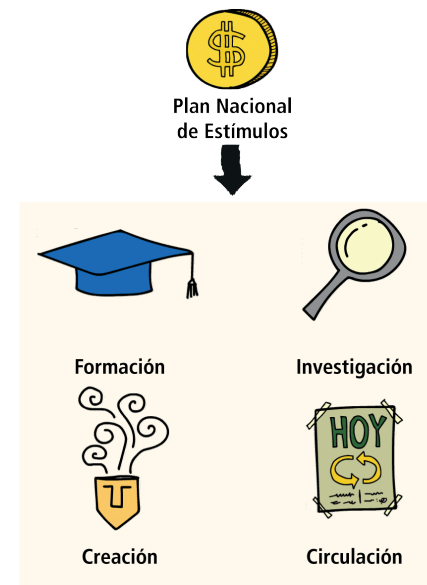 Plan Nacional
de Estímulos
Formación
Investigación
HOY
Creación
Circulación